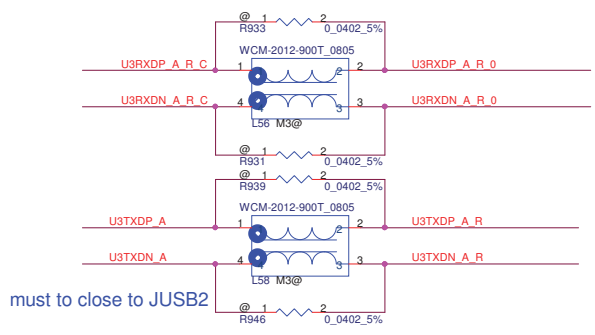 @ 1 2
R933 0_0402_5%
WCM-2012-900T_0805
U3RXDP_A_R_C 1 2 2 U3RXDP_A_R_0
U3RXDN_A_R_C 4 4 3 3 U3RXDN_A_R_0
L56 M3@
@ 1 2
R931 0_0402_5%
@ 1 2
R939 0_0402_5%
WCM-2012-900T_0805
U3TXDP_A 1 2 2 U3TXDP_A_R
U3TXDN_A 4 4 3 3 U3TXDN_A_R
L58 M3@
must to close to JUSB2
@ 1 2
R946 0_0402_5%